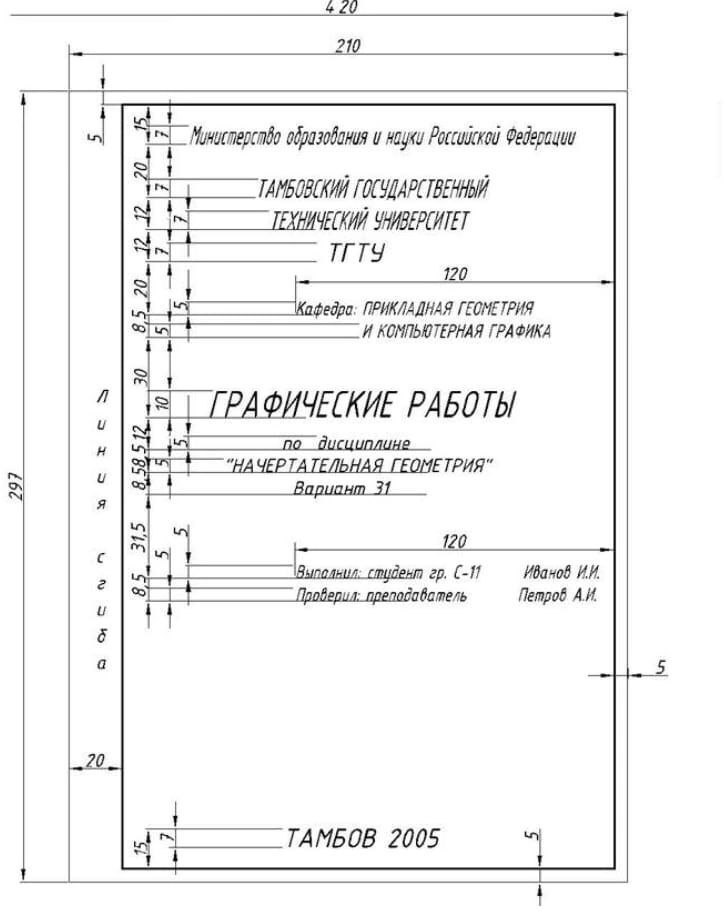 4 20
210
5
15
7
Министерство образования и науки Российской Федерации
20
7
ТАМБОВСКИЙ ГОСУДАРСТВЕННЫЙ
12
7
ТЕХНИЧЕСКИЙ УНИВЕРСИТЕТ
12
7
ТГТУ
120
20
5
Кафедра: ПРИКЛАДНАЯ ГЕОМЕТРИЯ
8,5
5
И КОМПЬЮТЕРНАЯ ГРАФИКА
30
10
ГРАФИЧЕСКИЕ РАБОТЫ
12
5
по дисциплине
8,5
5
"НАЧЕРТАТЕЛЬНАЯ ГЕОМЕТРИЯ"
8,5
Вариант 31
297
Линия сгиба
31,5
5
5
120
Выполнил: студент гр. С-11 Иванов И.И.
8,5
Проверил: преподаватель Петров А.И.
5
20
15
7
ТАМБОВ 2005
5